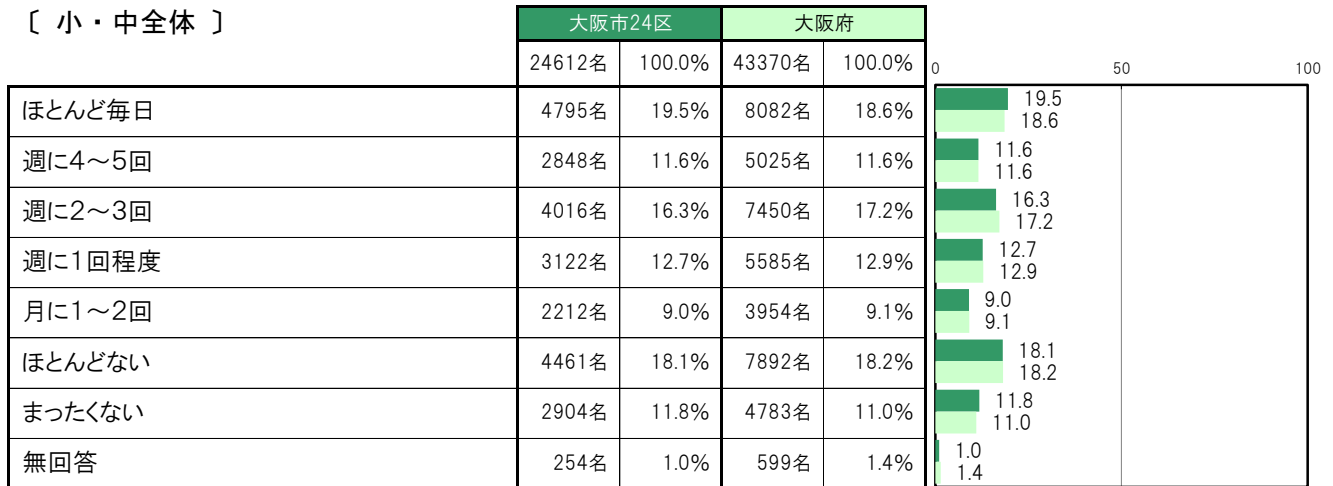 〔 小・中全体 〕
大阪市24区 大阪府
24612名 100.0% 43370名 100.0%
0 50 100
ほとんど毎日 4795名 19.5% 8082名 18.6% 19.5
18.6
週に4～5回 2848名 11.6% 5025名 11.6% 11.6
11.6
週に2～3回 4016名 16.3% 7450名 17.2% 16.3
17.2
週に1回程度 3122名 12.7% 5585名 12.9% 12.7
12.9
月に1～2回 2212名 9.0% 3954名 9.1% 9.0
9.1
ほとんどない 4461名 18.1% 7892名 18.2% 18.1
18.2
まったくない 2904名 11.8% 4783名 11.0% 11.8
11.0
無回答 254名 1.0% 599名 1.4% 1.0
1.4